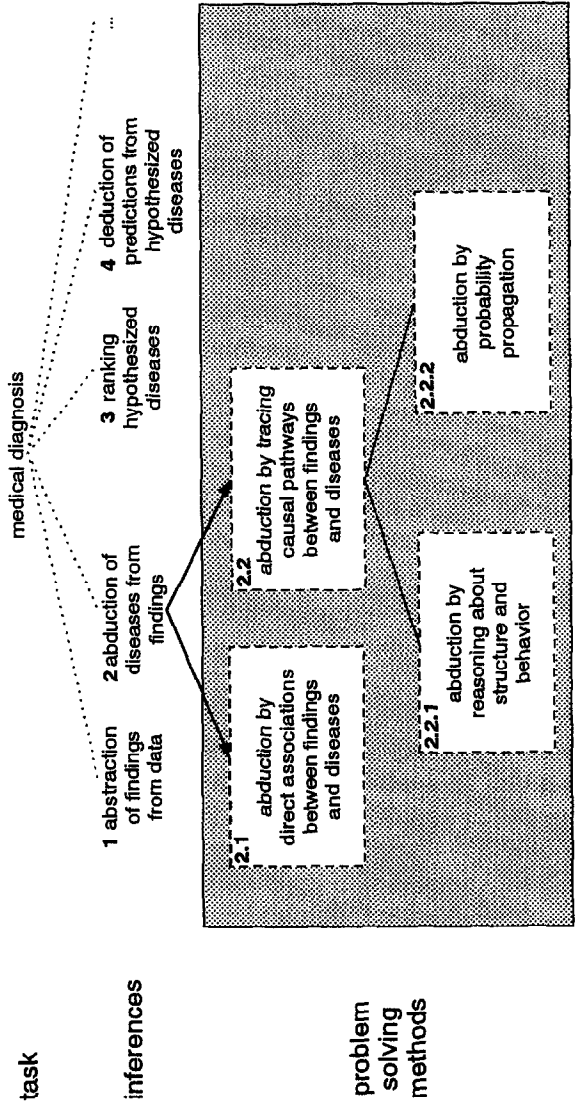 task
medical diagnosis
inferences
1 abstraction
of findings
from data
2 abduction of
diseases from
findings
3 ranking
hypothesized
diseases
4 deduction of
predictions from
hypothesized
diseases
...
problem
solving
methods
2.1
abduction by
direct associations
between findings
and diseases
2.2
abduction by tracing
causal pathways
between findings
and diseases
2.2.1
abduction by
reasoning about
structure and
behavior
2.2.2
abduction by
probability
propagation